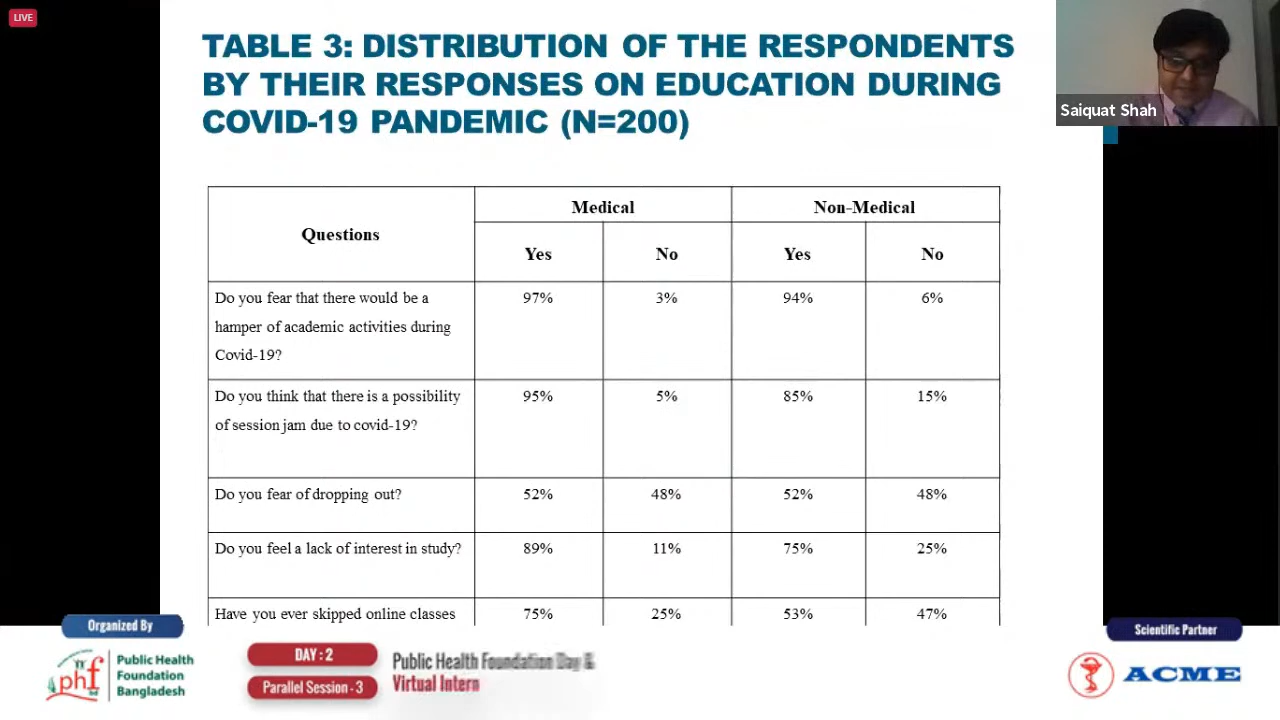 LIVE
TABLE 3: DISTRIBUTION OF THE RESPONDENTS
BY THEIR RESPONSES ON EDUCATION DURING
COVID-19 PANDEMIC (N=200)
Saiquat Shah
Questions
Medical
Non-Medical
Yes
No
Yes
No
Do you fear that there would be a
hamper of academic activities during
Covid-19?
97%
3%
94%
6%
Do you think that there is a possibility
of session jam due to covid-19?
95%
5%
85%
15%
Do you fear of dropping out?
52%
48%
52%
48%
Do you feel a lack of interest in study?
89%
11%
75%
25%
Have you ever skipped online classes
75%
25%
53%
47%
Organized By
phf
Public Health
Foundation
Bangladesh
DAY : 2
Parallel Session - 3
Public Health Foundation Day &
Virtual Intern
Scientific Partner
ACME